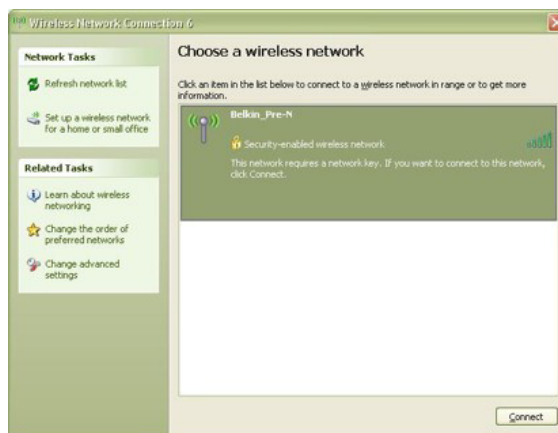 Wireless Network Connection 6
Network Tasks
Refresh network list
Set up a wireless network
for a home or small office
Related Tasks
Learn about wireless
networking
Change the order of
preferred networks
Change advanced
settings
Choose a wireless network
Click an item in the list below to connect to a wireless network in range or to get more
information.
Belkin_Pre-N
Security-enabled wireless network
This network requires a network key. If you want to connect to this network,
click Connect.
Connect